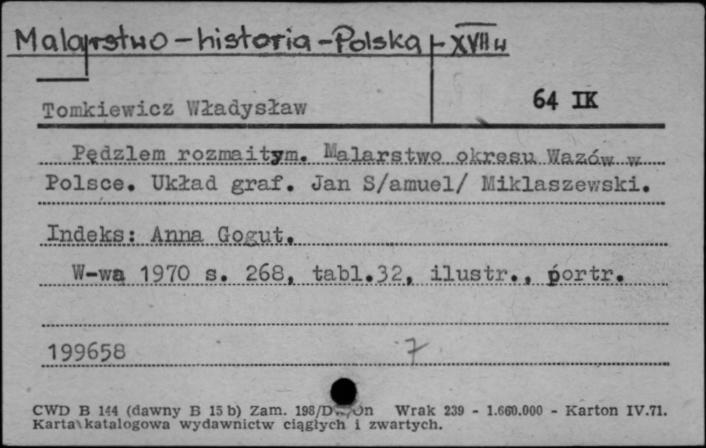 Malarstwo – historia – Polska – XVII w
Tomkiewicz Władysław
64 IK
Pędzlem rozmaitym. Malarstwo okresu Wazów w
Polsce. Układ graf. Jan S/amuel/ Miklaszewski.
Indeks: Anna Gogut.
W-wa 1970 s. 268, tabl.32, ilustr., portr.
199658 7
CWD B 144 (dawny B 15 b) Zam. Wrak 239 - 1.660.000 - Karton IV.71.
Karta katalogowa wydawnictw ciągłych i zwartych.